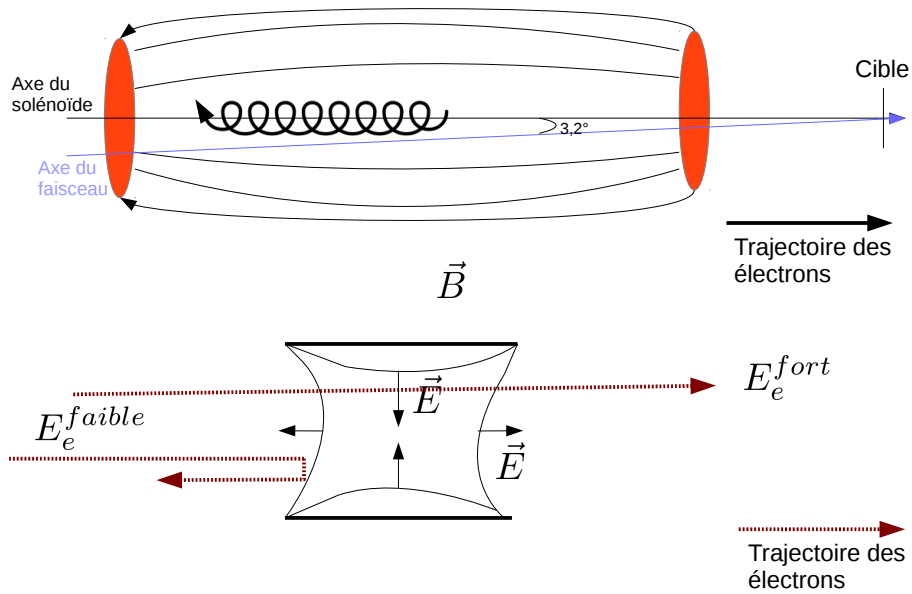 Axe du
solénoïde
Cible
3,2°
Axe du
faisceau
Trajectoire des
électrons
B⃗
E_e^{fort}
E⃗
E_e^{faible}
E⃗
Trajectoire des
électrons